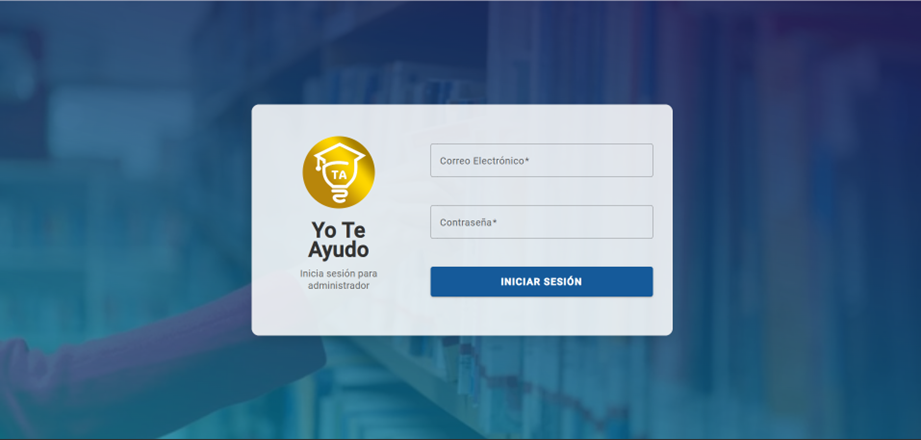 TA
Yo Te
Ayudo
Inicia sesión para
administrador
Correo Electrónico*
Contraseña*
INICIAR SESIÓN